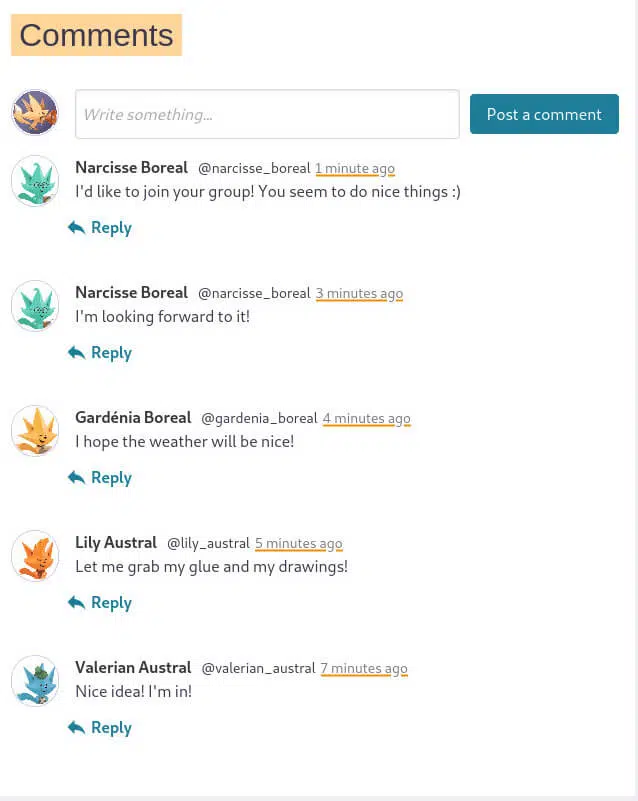 Comments
Write something...
Post a comment
Narcisse Boreal @narcisse_boreal 1 minute ago
I'd like to join your group! You seem to do nice things :)
Reply
Narcisse Boreal @narcisse_boreal 3 minutes ago
I'm looking forward to it!
Reply
Gardénia Boreal @gardenia_boreal 4 minutes ago
I hope the weather will be nice!
Reply
Lily Austral @lily_austral 5 minutes ago
Let me grab my glue and my drawings!
Reply
Valerian Austral @valerian_austral 7 minutes ago
Nice idea! I'm in!
Reply